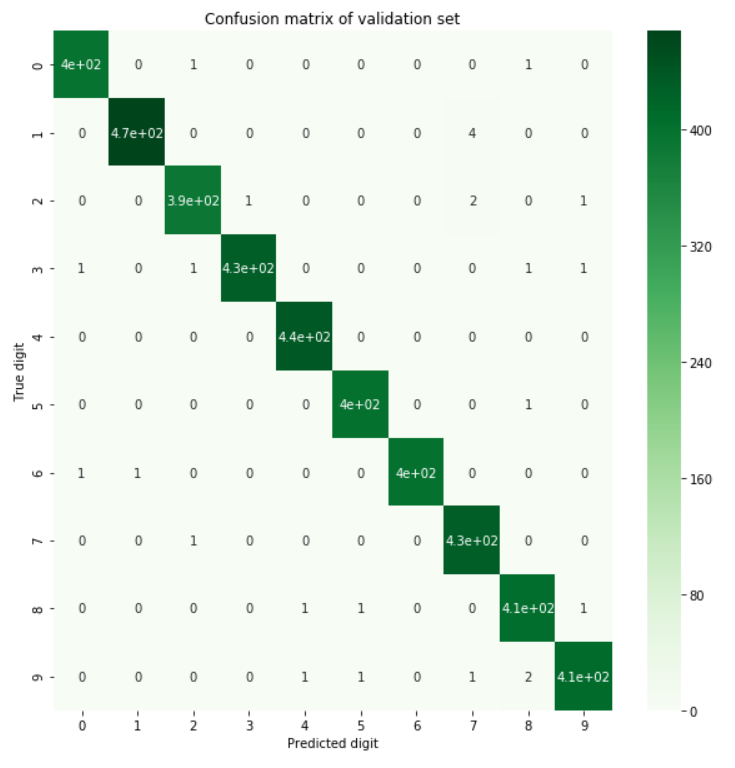 Confusion matrix of validation set
True digit
0 4e+02 0 1 0 0 0 0 0 1 0
1 0 4.7e+02 0 0 0 0 0 4 0 0
2 0 0 3.9e+02 1 0 0 0 2 0 1
3 1 0 1 4.3e+02 0 0 0 0 1 1
4 0 0 0 0 4.4e+02 0 0 0 0 0
5 0 0 0 0 0 4e+02 0 0 1 0
6 1 1 0 0 0 0 4e+02 0 0 0
7 0 0 1 0 0 0 0 4.3e+02 0 0
8 0 0 0 0 1 1 0 0 4.1e+02 1
9 0 0 0 0 1 1 0 1 2 4.1e+02
0 1 2 3 4 5 6 7 8 9
Predicted digit
400
320
240
160
80
0